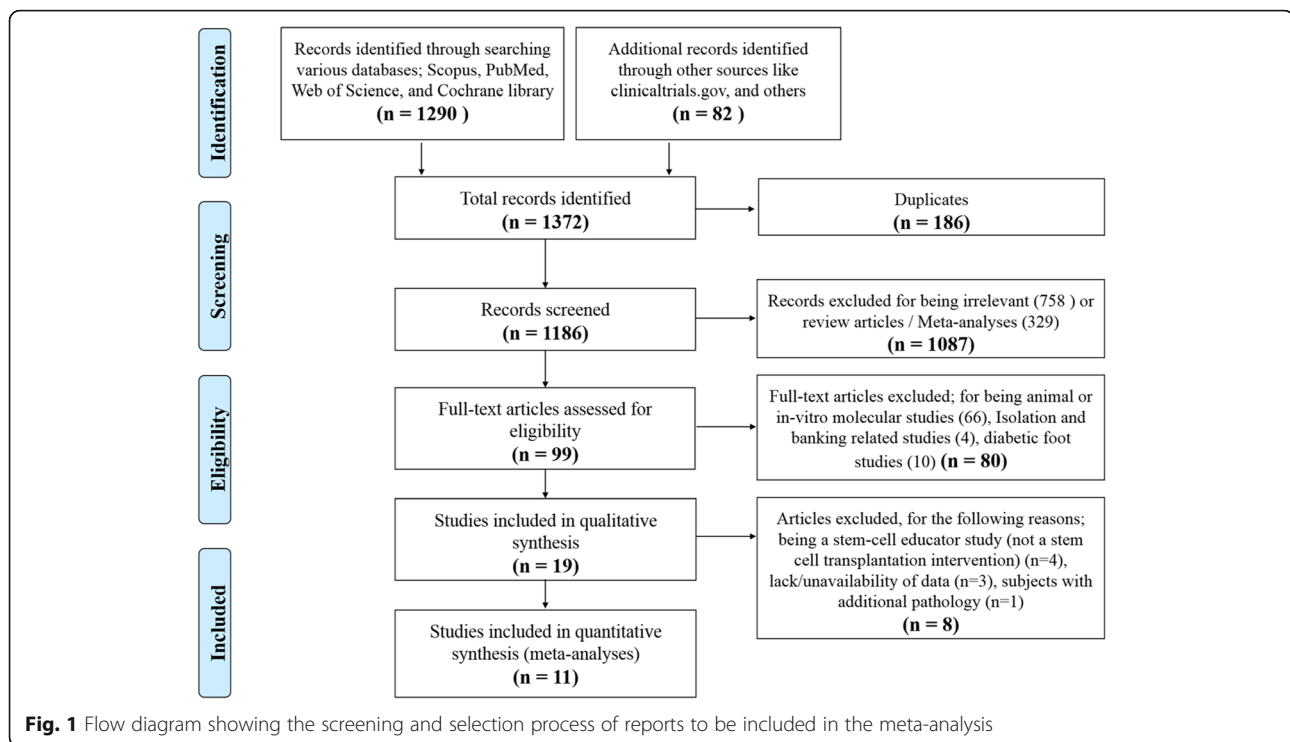 Identification
Records identified through searching
various databases; Scopus, PubMed,
Web of Science, and Cochrane library
(n = 1290 )
Additional records identified
through other sources like
clinicaltrials.gov, and others
(n = 82 )
Total records identified
(n = 1372)
Duplicates
(n = 186)
Screening
Records screened
(n = 1186)
Records excluded for being irrelevant (758 ) or
review articles / Meta-analyses (329)
(n = 1087)
Eligibility
Full-text articles assessed for
eligibility
(n = 99)
Full-text articles excluded; for being animal or
in-vitro molecular studies (66), Isolation and
banking related studies (4), diabetic foot
studies (10) (n = 80)
Studies included in qualitative
synthesis
(n = 19)
Articles excluded, for the following reasons;
being a stem-cell educator study (not a stem
cell transplantation intervention) (n=4),
lack/unavailability of data (n=3), subjects with
additional pathology (n=1)
(n = 8)
Included
Studies included in quantitative
synthesis (meta-analyses)
(n = 11)
Fig. 1 Flow diagram showing the screening and selection process of reports to be included in the meta-analysis